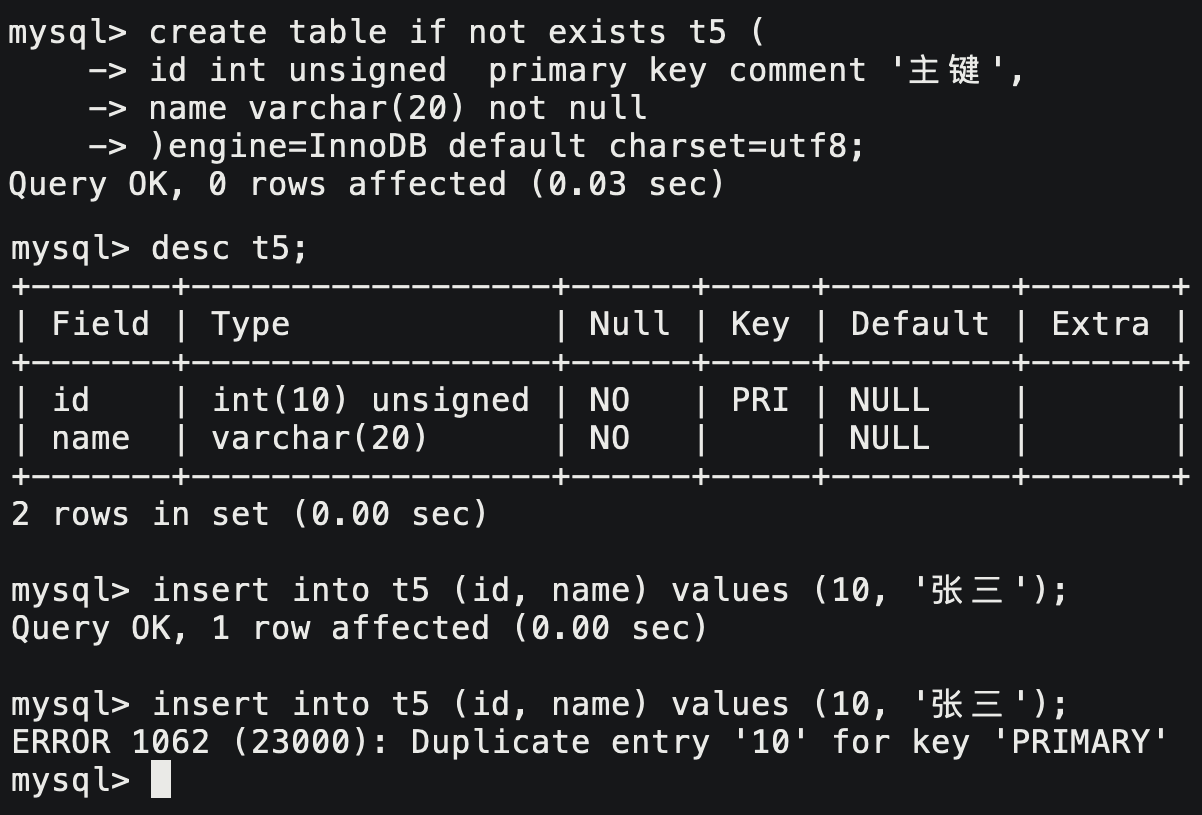 mysql> create table if not exists t5 (
    -> id int unsigned  primary key comment '主键',
    -> name varchar(20) not null
    -> )engine=InnoDB default charset=utf8;
Query OK, 0 rows affected (0.03 sec)
mysql> desc t5;
+-------+------------------+------+-----+---------+-------+
| Field | Type             | Null | Key | Default | Extra |
+-------+------------------+------+-----+---------+-------+
| id    | int(10) unsigned | NO   | PRI | NULL    |       |
| name  | varchar(20)      | NO   |     | NULL    |       |
+-------+------------------+------+-----+---------+-------+
2 rows in set (0.00 sec)
mysql> insert into t5 (id, name) values (10, '张三');
Query OK, 1 row affected (0.00 sec)
mysql> insert into t5 (id, name) values (10, '张三');
ERROR 1062 (23000): Duplicate entry '10' for key 'PRIMARY'
mysql>